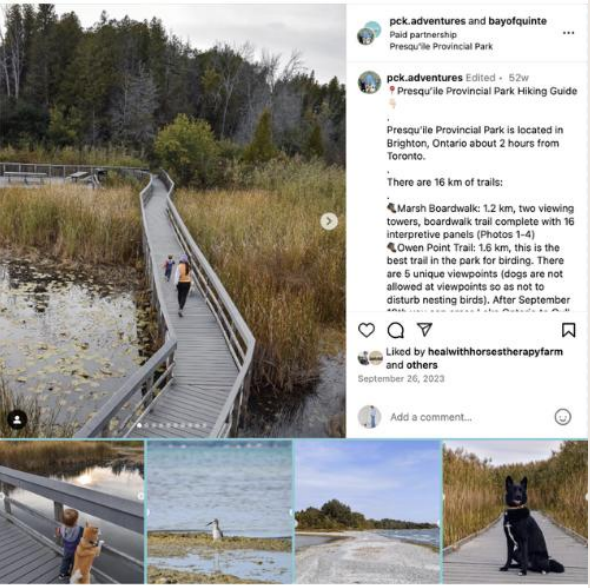 pck.adventures and bayofquinte
Paid partnership
Presqu'ile Provincial Park
pck.adventures Edited · 52w
📍Presqu'ile Provincial Park Hiking Guide
👇🏻
.
Presqu'ile Provincial Park is located in
Brighton, Ontario about 2 hours from
Toronto.
.
There are 16 km of trails:
.
🥾Marsh Boardwalk: 1.2 km, two viewing
towers, boardwalk trail complete with 16
interpretive panels (Photos 1-4)
🥾Owen Point Trail: 1.6 km, this is the
best trail in the park for birding. There
are 5 unique viewpoints (dogs are not
allowed at viewpoints so as not to
disturb nesting birds). After September
Liked by healwithhorsestherapyfarm
and others
September 26, 2023
Add a comment...